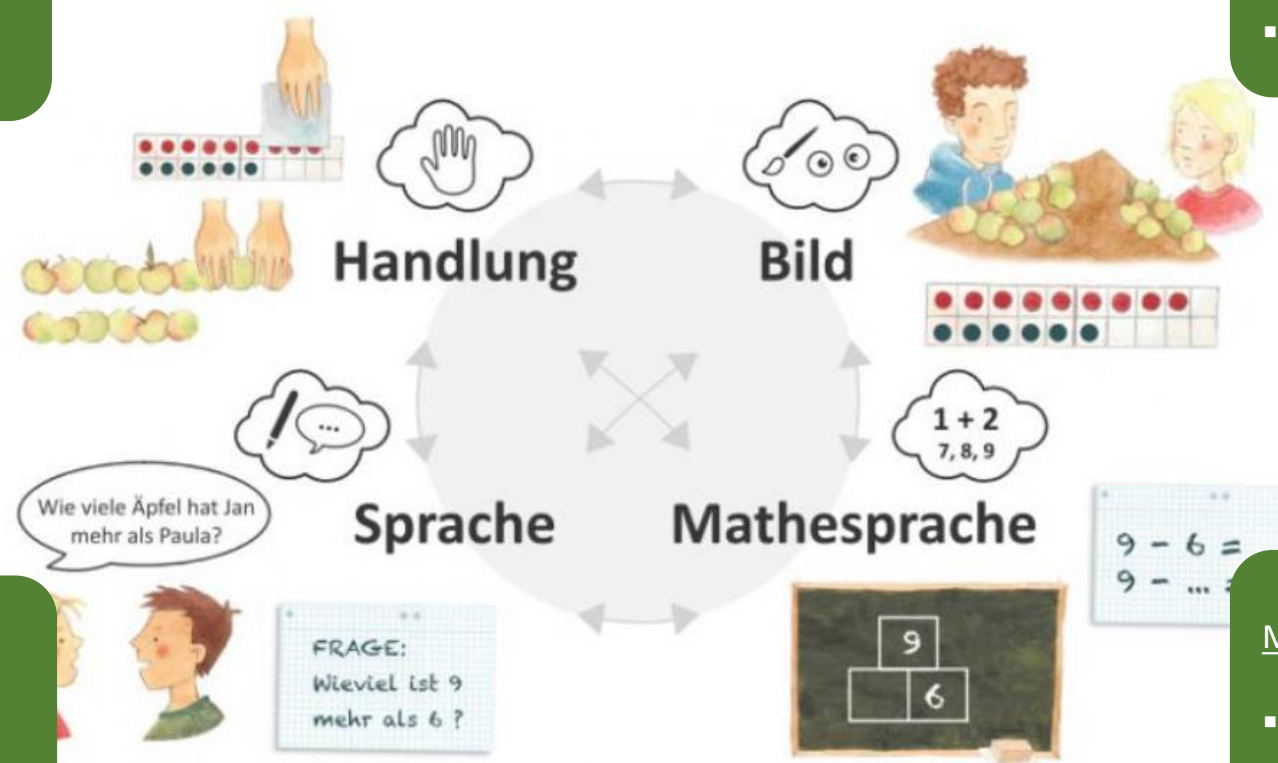 Handlung
Bild
1 + 2
7, 8, 9
...
Wie viele Äpfel hat Jan
mehr als Paula?
Sprache
Mathesprache
9 - 6 =
9 - ...
FRAGE:
Wieviel ist 9
mehr als 6 ?
9
6